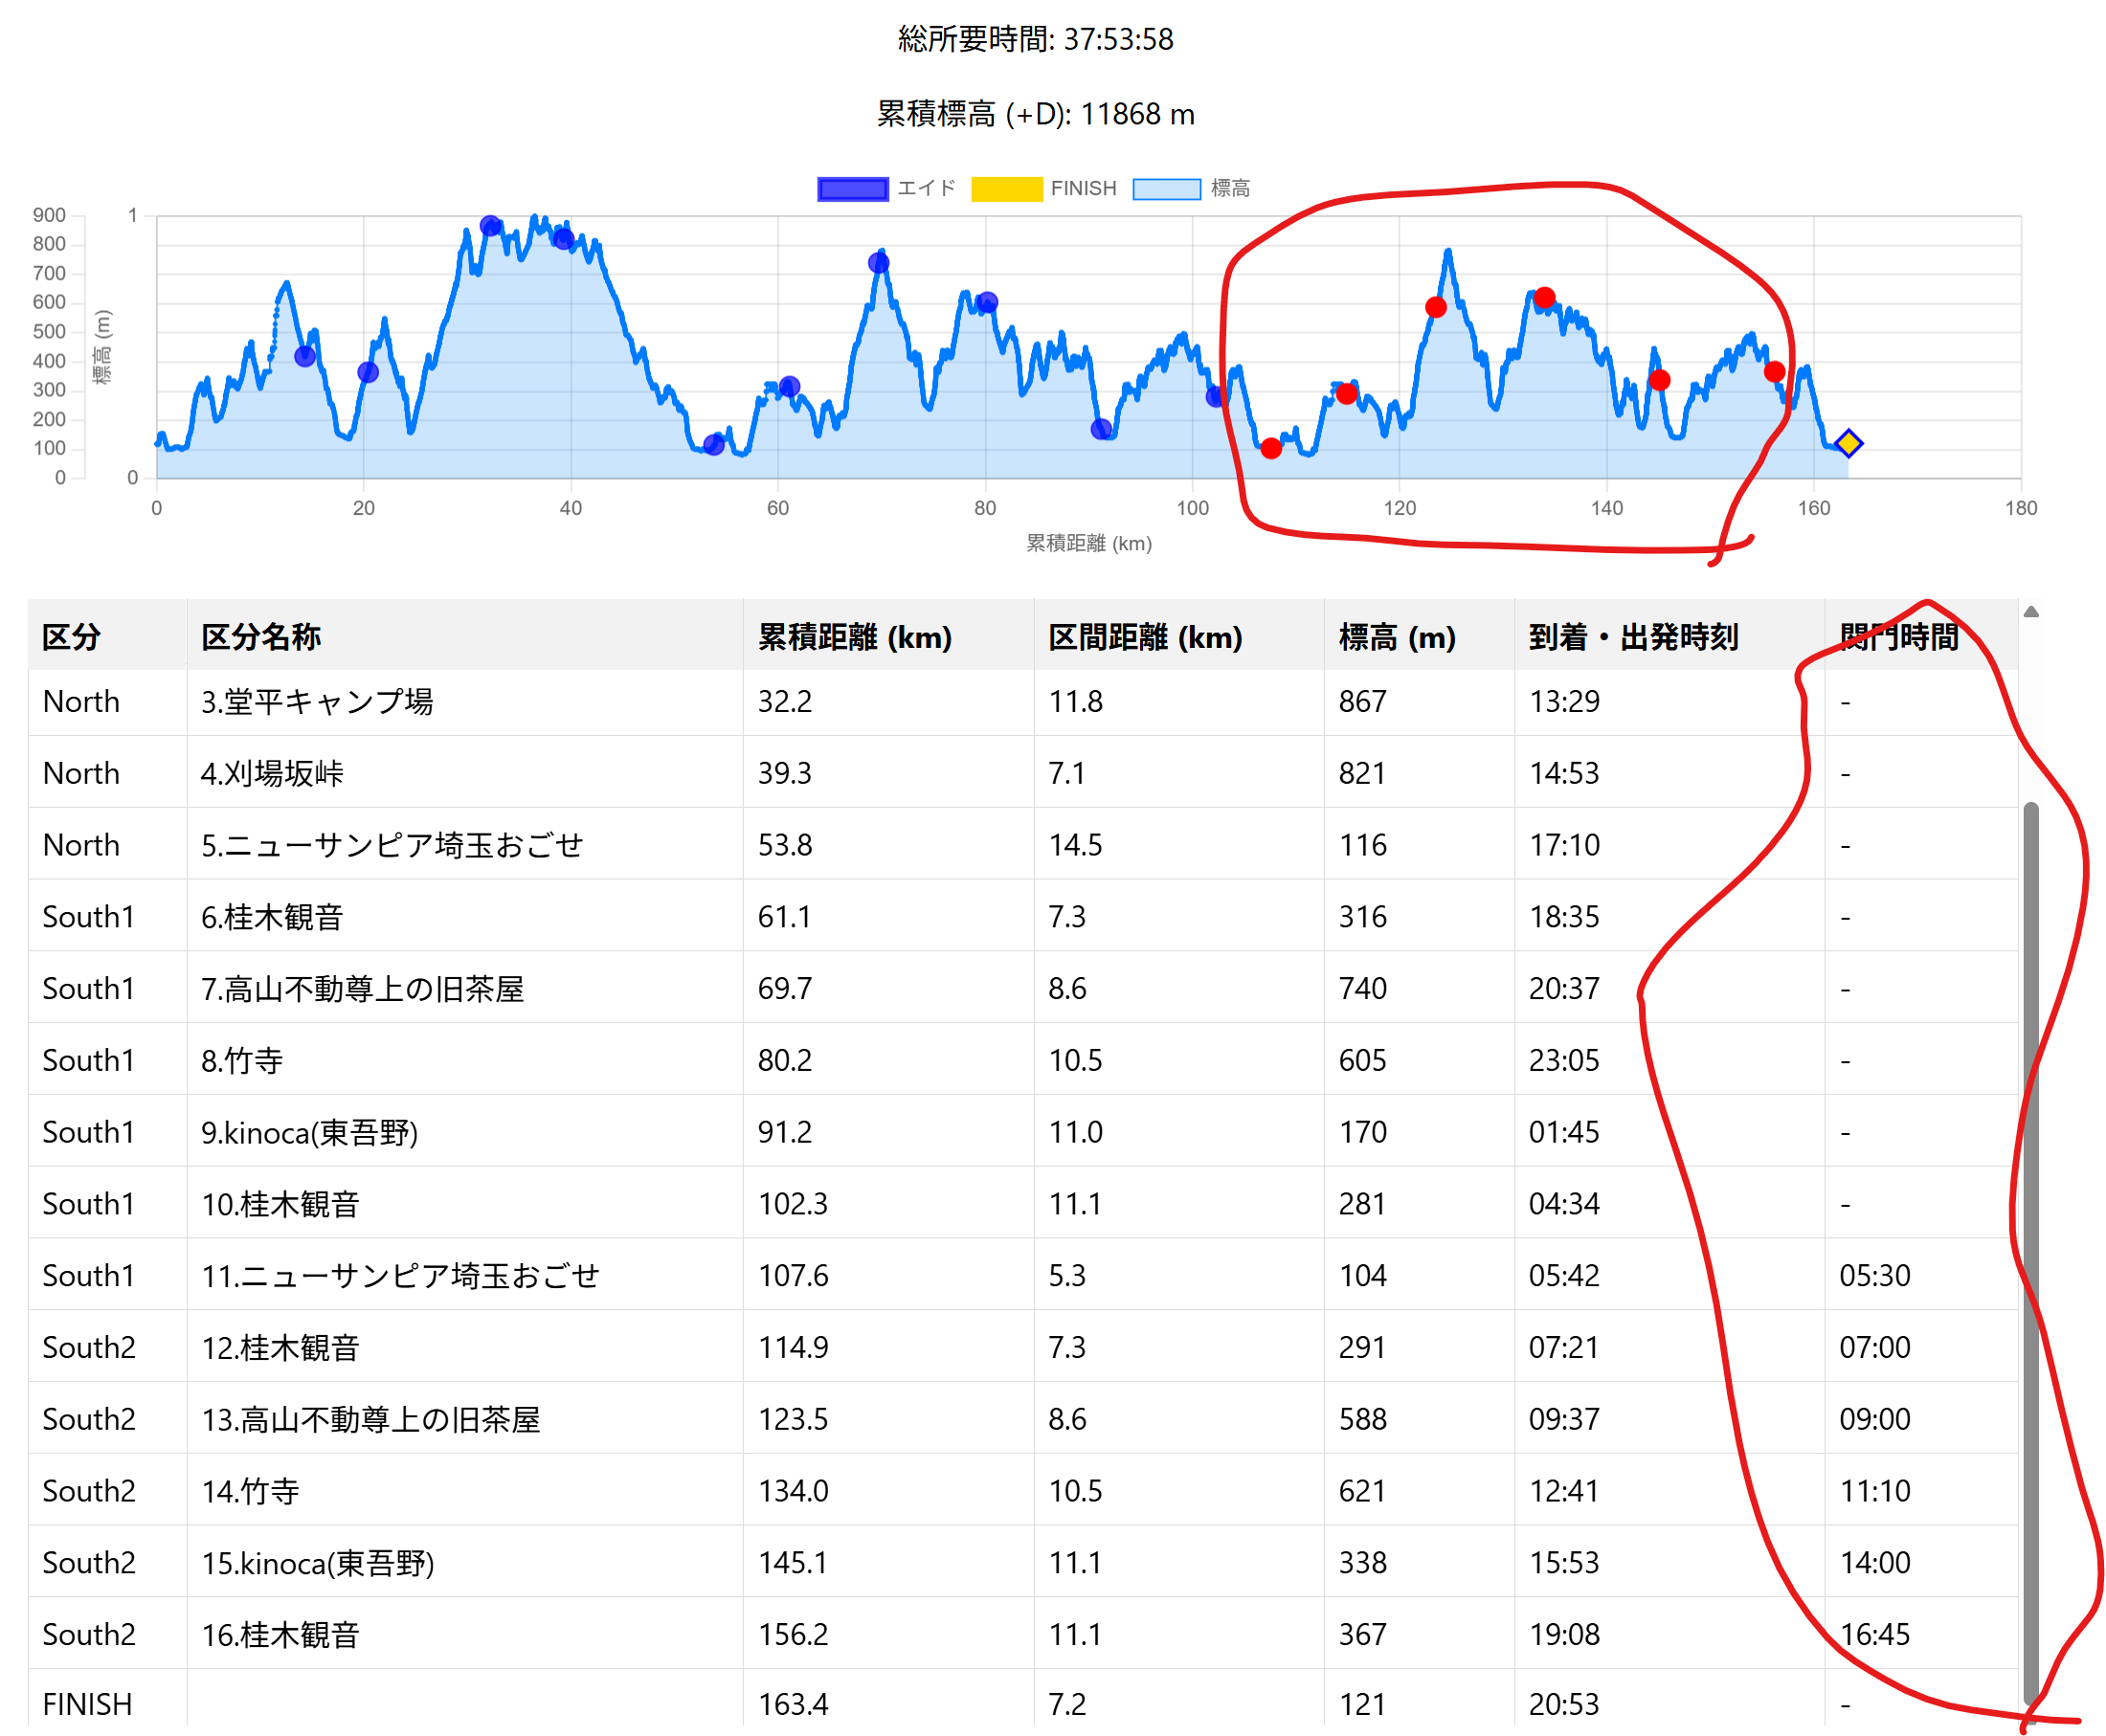 総所要時間: 37:53:58
累積標高 (+D): 11868 m
エイド FINISH 標高
900 1
800
700
600
500
400
300
200
100
0 0
標高 (m)
0 20 40 60 80 100 120 140 160 180
累積距離 (km)
区分 区分名称 累積距離 (km) 区間距離 (km) 標高 (m) 到着・出発時刻 関門時間
North 3.堂平キャンプ場 32.2 11.8 867 13:29 -
North 4.刈場坂峠 39.3 7.1 821 14:53 -
North 5.ニューサンピア埼玉おごせ 53.8 14.5 116 17:10 -
South1 6.桂木観音 61.1 7.3 316 18:35 -
South1 7.高山不動尊上の旧茶屋 69.7 8.6 740 20:37 -
South1 8.竹寺 80.2 10.5 605 23:05 -
South1 9.kinoca(東吾野) 91.2 11.0 170 01:45 -
South1 10.桂木観音 102.3 11.1 281 04:34 -
South1 11.ニューサンピア埼玉おごせ 107.6 5.3 104 05:42 05:30
South2 12.桂木観音 114.9 7.3 291 07:21 07:00
South2 13.高山不動尊上の旧茶屋 123.5 8.6 588 09:37 09:00
South2 14.竹寺 134.0 10.5 621 12:41 11:10
South2 15.kinoca(東吾野) 145.1 11.1 338 15:53 14:00
South2 16.桂木観音 156.2 11.1 367 19:08 16:45
FINISH 163.4 7.2 121 20:53 -